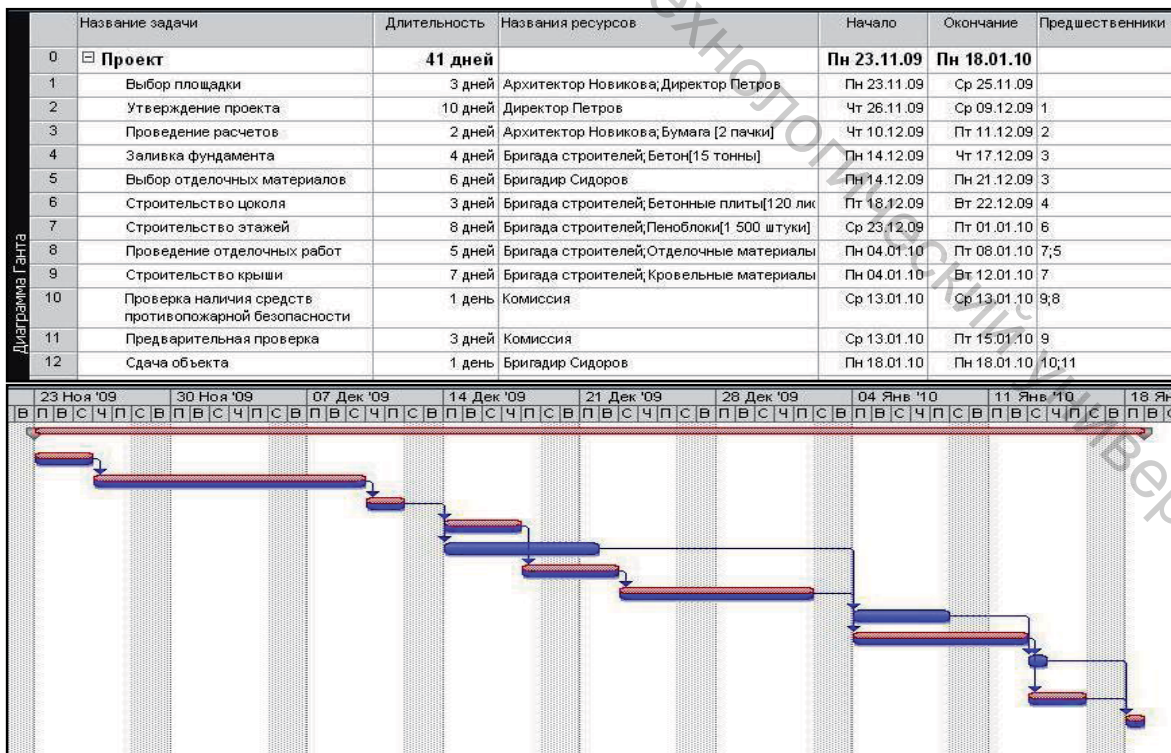 Название задачи Длительность Названия ресурсов Начало Окончание Предшественники
0 Проект 41 дней Пн 23.11.09 Пн 18.01.10
1 Выбор площадки 3 дней Архитектор Новикова;Директор Петров Пн 23.11.09 Ср 25.11.09
2 Утверждение проекта 10 дней Директор Петров Чт 26.11.09 Ср 09.12.09 1
3 Проведение расчетов 2 дней Архитектор Новикова;Бумага [2 пачки] Чт 10.12.09 Пт 11.12.09 2
4 Заливка фундамента 4 дней Бригада строителей;Бетон[15 тонны] Пн 14.12.09 Чт 17.12.09 3
5 Выбор отделочных материалов 6 дней Бригадир Сидоров Пн 14.12.09 Пн 21.12.09 3
6 Строительство цоколя 3 дней Бригада строителей;Бетонные плиты[120 лис Пт 18.12.09 Вт 22.12.09 4
7 Строительство этажей 8 дней Бригада строителей;Пеноблоки[1 500 штуки] Ср 23.12.09 Пт 01.01.10 6
8 Проведение отделочных работ 5 дней Бригада строителей;Отделочные материалы Пн 04.01.10 Пт 08.01.10 7;5
9 Строительство крыши 7 дней Бригада строителей;Кровельные материалы Пн 04.01.10 Вт 12.01.10 7
10 Проверка наличия средств 1 день Комиссия Ср 13.01.10 Ср 13.01.10 9;8
противопожарной безопасности
11 Предварительная проверка 3 дней Комиссия Ср 13.01.10 Пт 15.01.10 9
12 Сдача объекта 1 день Бригадир Сидоров Пн 18.01.10 Пн 18.01.10 10;11
Диаграмма Ганта
23 Ноя '09 30 Ноя '09 07 Дек '09 14 Дек '09 21 Дек '09 28 Дек '09 04 Янв '10 11 Янв '10 18 Ян
В П В С Ч П С В П В С Ч П С В П В С Ч П С В П В С Ч П С В П В С Ч П С В П В С Ч П С В П В С Ч П С В П В С Ч П С В П В С
технологический универ